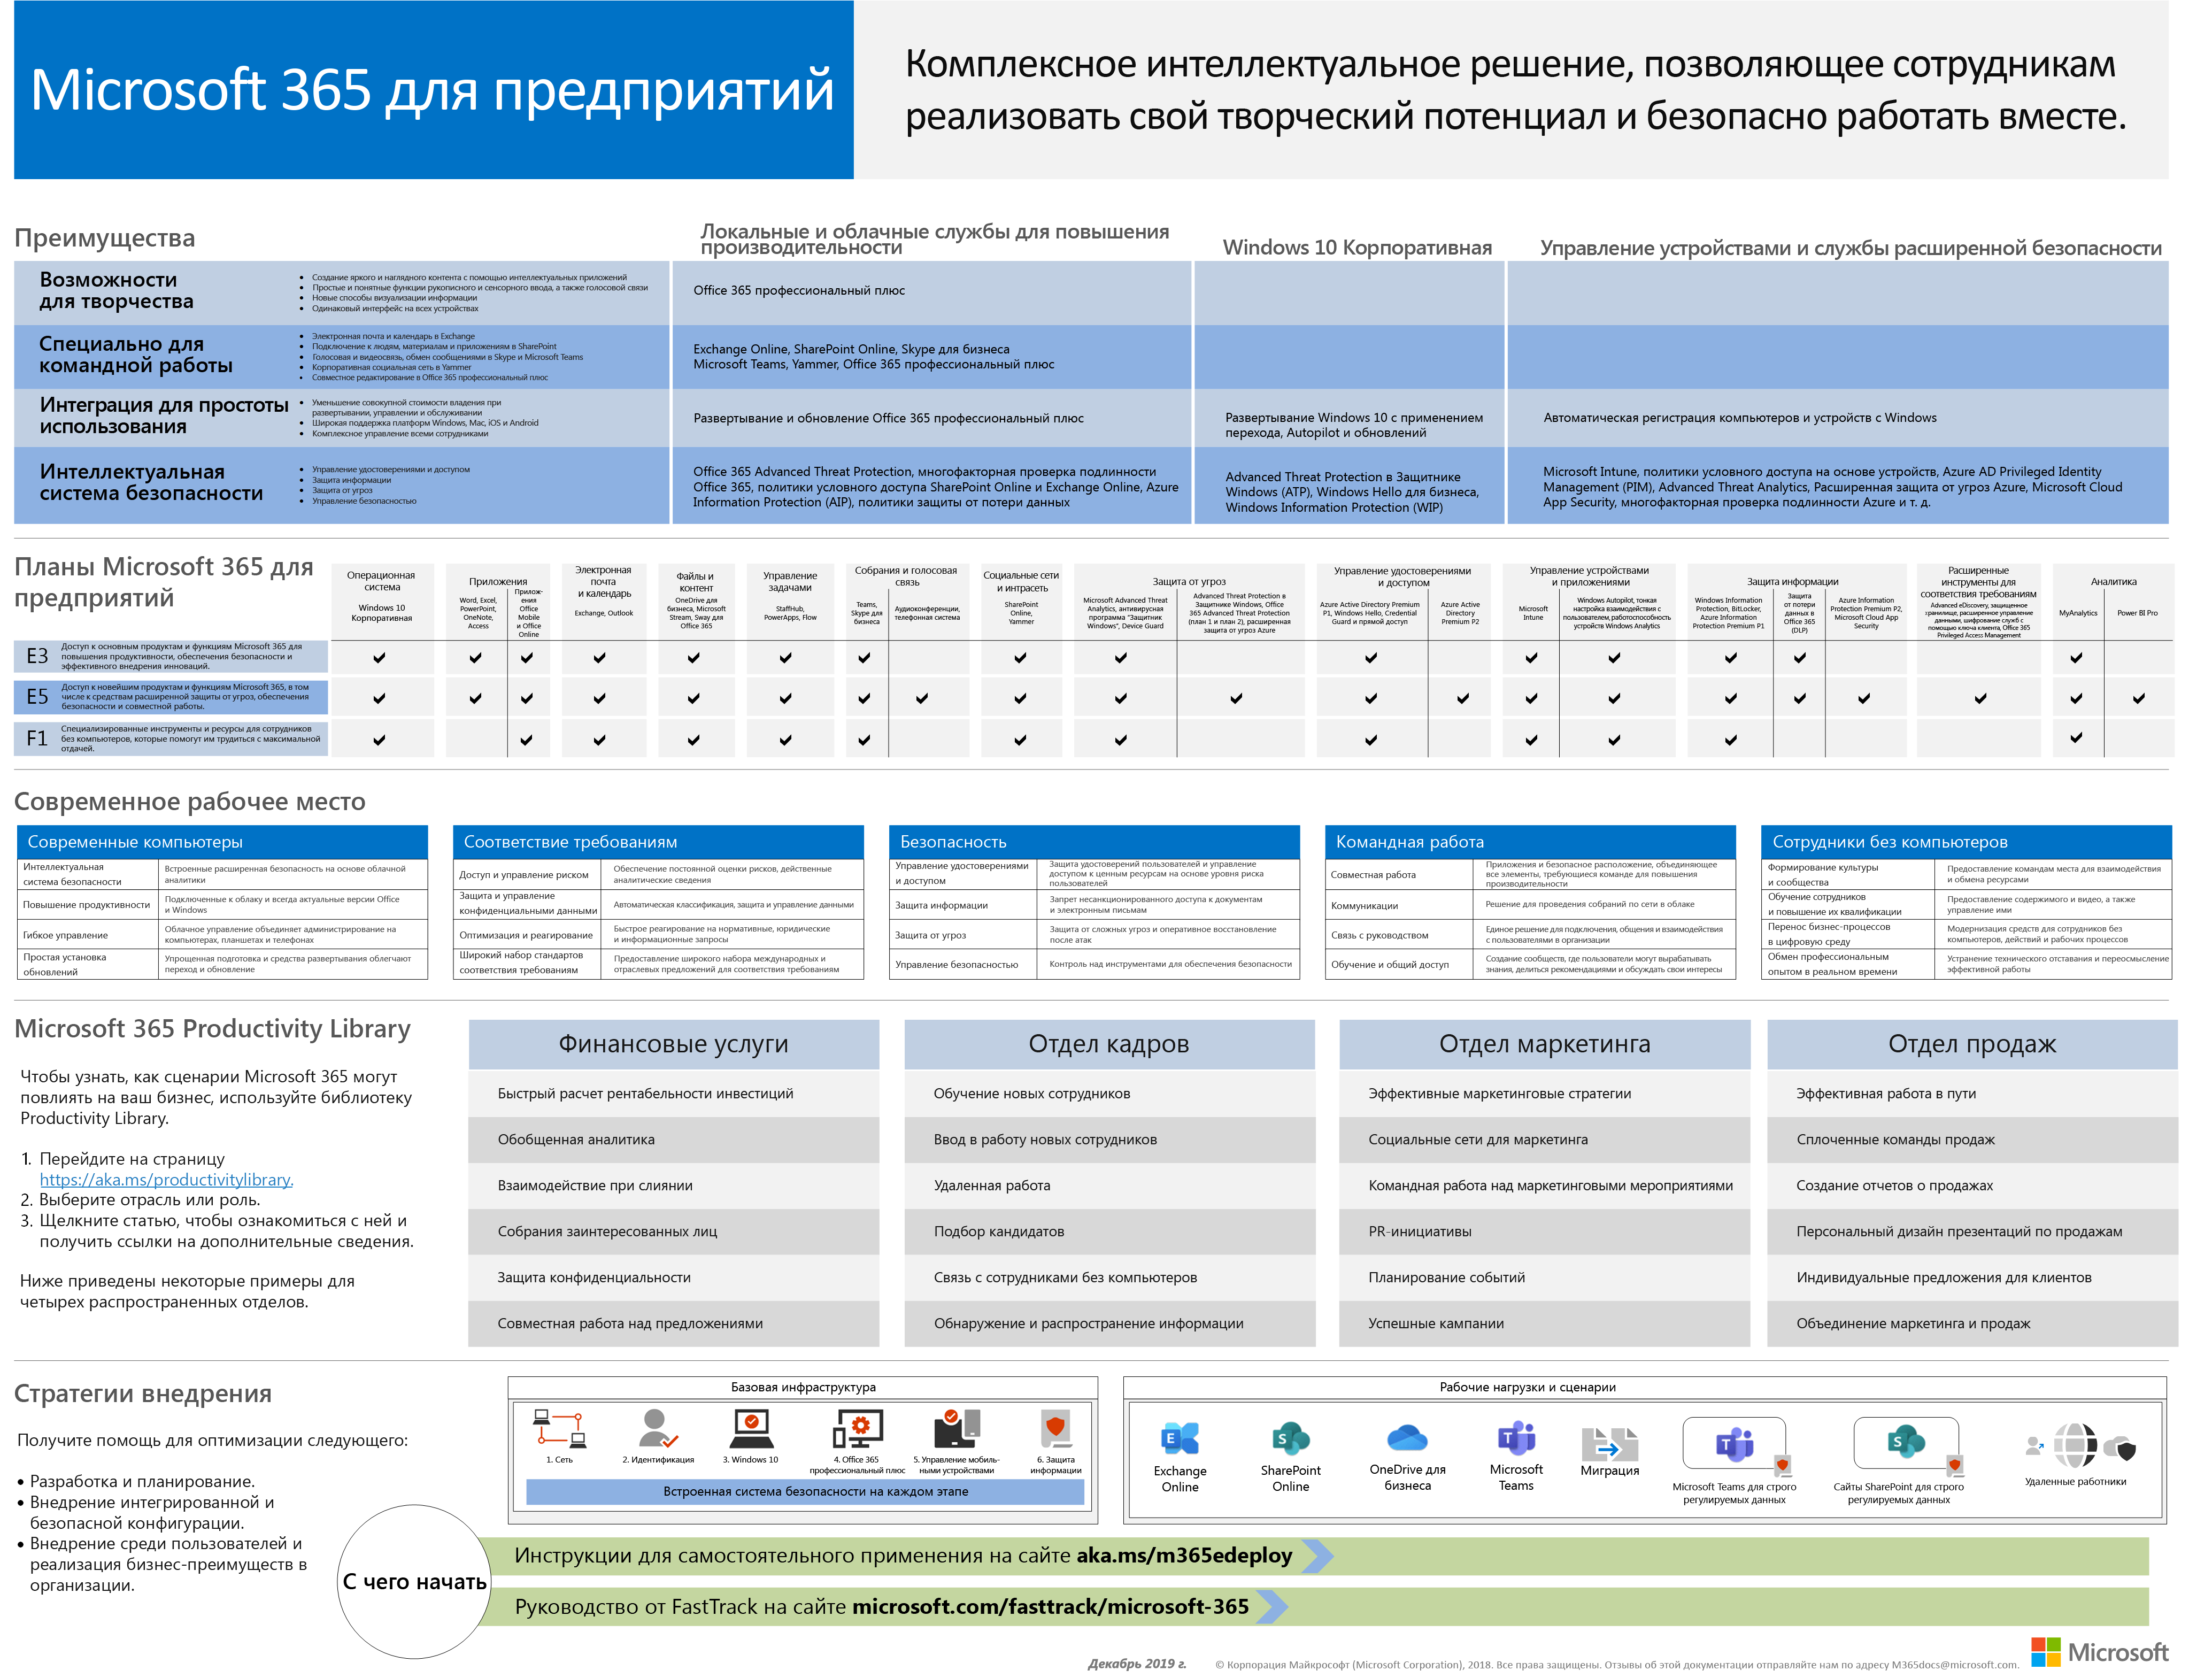 Microsoft 365 для предприятий
Комплексное интеллектуальное решение, позволяющее сотрудникам
реализовать свой творческий потенциал и безопасно работать вместе.
Преимущества
Локальные и облачные службы для повышения
производительности
Windows 10 Корпоративная
Управление устройствами и службы расширенной безопасности
Возможности
для творчества
• Создание яркого и наглядного контента с помощью интеллектуальных приложений
• Простые и понятные функции рукописного и сенсорного ввода, а также голосовой связи
• Новые способы визуализации информации
• Одинаковый интерфейс на всех устройствах
Office 365 профессиональный плюс
Специально для
командной работы
• Электронная почта и календарь в Exchange
• Подключение к людям, материалам и приложениям в SharePoint
• Голосовая и видеосвязь, обмен сообщениями в Skype и Microsoft Teams
• Корпоративная социальная сеть в Yammer
• Совместное редактирование в Office 365 профессиональный плюс
Exchange Online, SharePoint Online, Skype для бизнеса
Microsoft Teams, Yammer, Office 365 профессиональный плюс
Интеграция для простоты
использования
• Уменьшение совокупной стоимости владения при
развертывании, управлении и обслуживании
• Широкая поддержка платформ Windows, Mac, iOS и Android
• Комплексное управление всеми сотрудниками
Развертывание и обновление Office 365 профессиональный плюс
Развертывание Windows 10 с применением
перехода, Autopilot и обновлений
Автоматическая регистрация компьютеров и устройств с Windows
Интеллектуальная
система безопасности
• Управление удостоверениями и доступом
• Защита информации
• Защита от угроз
• Управление безопасностью
Office 365 Advanced Threat Protection, многофакторная проверка подлинности
Office 365, политики условного доступа SharePoint Online и Exchange Online, Azure
Information Protection (AIP), политики защиты от потери данных
Advanced Threat Protection в Защитнике
Windows (ATP), Windows Hello для бизнеса,
Windows Information Protection (WIP)
Microsoft Intune, политики условного доступа на основе устройств, Azure AD Privileged Identity
Management (PIM), Advanced Threat Analytics, Расширенная защита от угроз Azure, Microsoft Cloud
App Security, многофакторная проверка подлинности Azure и т. д.
Планы Microsoft 365 для
предприятий
Операционная
система
Windows 10
Корпоративная
Приложения
Word, Excel,
PowerPoint,
OneNote,
Access
Прилож-
ения
Office
Mobile
и Office
Online
Электронная
почта
и календарь
Exchange, Outlook
Файлы и
контент
OneDrive для
бизнеса, Microsoft
Stream, Sway для
Office 365
Управление
задачами
StaffHub,
PowerApps, Flow
Собрания и голосовая
связь
Teams,
Skype для
бизнеса
Аудиоконференции,
телефонная система
Социальные сети
и интрасеть
SharePoint
Online,
Yammer
Защита от угроз
Microsoft Advanced Threat
Analytics, антивирусная
программа "Защитник
Windows", Device Guard
Advanced Threat Protection в
Защитнике Windows, Office
365 Advanced Threat Protection
(план 1 и план 2), расширенная
защита от угроз Azure
Управление удостоверениями
и доступом
Azure Active Directory Premium
P1, Windows Hello, Credential
Guard и прямой доступ
Azure Active
Directory
Premium P2
Управление устройствами
и приложениями
Microsoft
Intune
Windows Autopilot, тонкая
настройка взаимодействия с
пользователем,работоспособность
устройств Windows Analytics
Защита информации
Windows Information
Protection, BitLocker,
Azure Information
Protection Premium P1
Защита
от потери
данных в
Office 365
(DLP)
Azure Information
Protection Premium P2,
Microsoft Cloud App
Security
Расширенные
инструменты для
соответствия требованиям
Advanced eDiscovery, защищенное
хранилище, расширенное управление
данными, шифрование служб с
помощью ключа клиента, Office 365
Privileged Access Management
Аналитика
MyAnalytics
Power BI Pro
E3
Доступ к основным продуктам и функциям Microsoft 365 для
повышения продуктивности, обеспечения безопасности и
эффективного внедрения инноваций.
E5
Доступ к новейшим продуктам и функциям Microsoft 365, в том
числе к средствам расширенной защиты от угроз, обеспечения
безопасности и совместной работы.
F1
Специализированные инструменты и ресурсы для сотрудников
без компьютеров, которые помогут им трудиться с максимальной
отдачей.
Современное рабочее место
Современные компьютеры
Интеллектуальная
система безопасности
Встроенные расширенная безопасность на основе облачной
аналитики
Повышение продуктивности
Подключенные к облаку и всегда актуальные версии Office
и Windows
Гибкое управление
Облачное управление объединяет администрирование на
компьютерах, планшетах и телефонах
Простая установка
обновлений
Упрощенная подготовка и средства развертывания облегчают
переход и обновление
Соответствие требованиям
Доступ и управление риском
Обеспечение постоянной оценки рисков, действенные
аналитические сведения
Защита и управление
конфиденциальными данными
Автоматическая классификация, защита и управление данными
Оптимизация и реагирование
Быстрое реагирование на нормативные, юридические
и информационные запросы
Широкий набор стандартов
соответствия требованиям
Предоставление широкого набора международных и
отраслевых предложений для соответствия требованиям
Безопасность
Управление удостоверениями
и доступом
Защита удостоверений пользователей и управление
доступом к ценным ресурсам на основе уровня риска
пользователей
Защита информации
Запрет несанкционированного доступа к документам
и электронным письмам
Защита от угроз
Защита от сложных угроз и оперативное восстановление
после атак
Управление безопасностью
Контроль над инструментами для обеспечения безопасности
Командная работа
Совместная работа
Приложения и безопасное расположение, объединяющее
все элементы, требующиеся команде для повышения
производительности
Коммуникации
Решение для проведения собраний по сети в облаке
Связь с руководством
Единое решение для подключения, общения и взаимодействия
с пользователями в организации
Обучение и общий доступ
Создание сообществ, где пользователи могут вырабатывать
знания, делиться рекомендациями и обсуждать свои интересы
Сотрудники без компьютеров
Формирование культуры
и сообщества
Предоставление командам места для взаимодействия
и обмена ресурсами
Обучение сотрудников
и повышение их квалификации
Предоставление содержимого и видео, а также
управление ими
Перенос бизнес-процессов
в цифровую среду
Модернизация средств для сотрудников без
компьютеров, действий и рабочих процессов
Обмен профессиональным
опытом в реальном времени
Устранение технического отставания и переосмысление
эффективной работы
Microsoft 365 Productivity Library
Чтобы узнать, как сценарии Microsoft 365 могут
повлиять на ваш бизнес, используйте библиотеку
Productivity Library.
1. Перейдите на страницу
https://aka.ms/productivitylibrary.
2. Выберите отрасль или роль.
3. Щелкните статью, чтобы ознакомиться с ней и
получить ссылки на дополнительные сведения.
Ниже приведены некоторые примеры для
четырех распространенных отделов.
Финансовые услуги
Быстрый расчет рентабельности инвестиций
Обобщенная аналитика
Взаимодействие при слиянии
Собрания заинтересованных лиц
Защита конфиденциальности
Совместная работа над предложениями
Отдел кадров
Обучение новых сотрудников
Ввод в работу новых сотрудников
Удаленная работа
Подбор кандидатов
Связь с сотрудниками без компьютеров
Обнаружение и распространение информации
Отдел маркетинга
Эффективные маркетинговые стратегии
Социальные сети для маркетинга
Командная работа над маркетинговыми мероприятиями
PR-инициативы
Планирование событий
Успешные кампании
Отдел продаж
Эффективная работа в пути
Сплоченные команды продаж
Создание отчетов о продажах
Персональный дизайн презентаций по продажам
Индивидуальные предложения для клиентов
Объединение маркетинга и продаж
Стратегии внедрения
Получите помощь для оптимизации следующего:
• Разработка и планирование.
• Внедрение интегрированной и
безопасной конфигурации.
• Внедрение среди пользователей и
реализация бизнес-преимуществ в
организации.
Базовая инфраструктура
1. Сеть
2. Идентификация
3. Windows 10
4. Office 365
профессиональный плюс
5. Управление мобиль-
ными устройствами
6. Защита
информации
Встроенная система безопасности на каждом этапе
Рабочие нагрузки и сценарии
Exchange
Online
SharePoint
Online
OneDrive для
бизнеса
Microsoft
Teams
Миграция
Microsoft Teams для строго
регулируемых данных
Сайты SharePoint для строго
регулируемых данных
Удаленные работники
С чего начать
Инструкции для самостоятельного применения на сайте aka.ms/m365edeploy
Руководство от FastTrack на сайте microsoft.com/fasttrack/microsoft-365
Декабрь 2019 г.
© Корпорация Майкрософт (Microsoft Corporation), 2018. Все права защищены. Отзывы об этой документации отправляйте нам по адресу M365docs@microsoft.com.
Microsoft